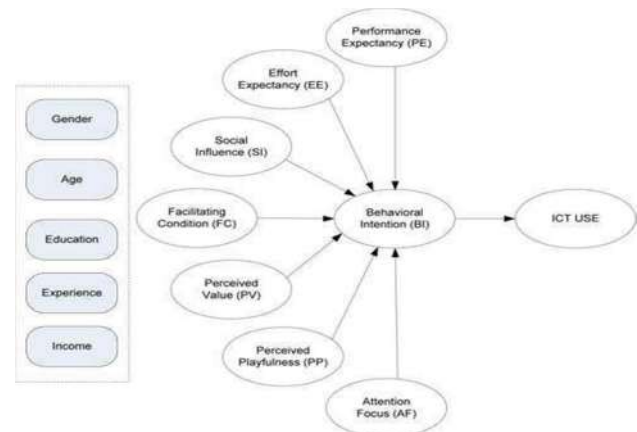 Performance
Expectancy (PE)
Effort
Expectancy (EE)
Gender
Social
Influence (SI)
Age
Facilitating
Condition (FC)
Behavioral
Intention (BI)
ICT USE
Education
Perceived
Value (PV)
Experience
Perceived
Playfulness (PP)
Income
Attention
Focus (AF)